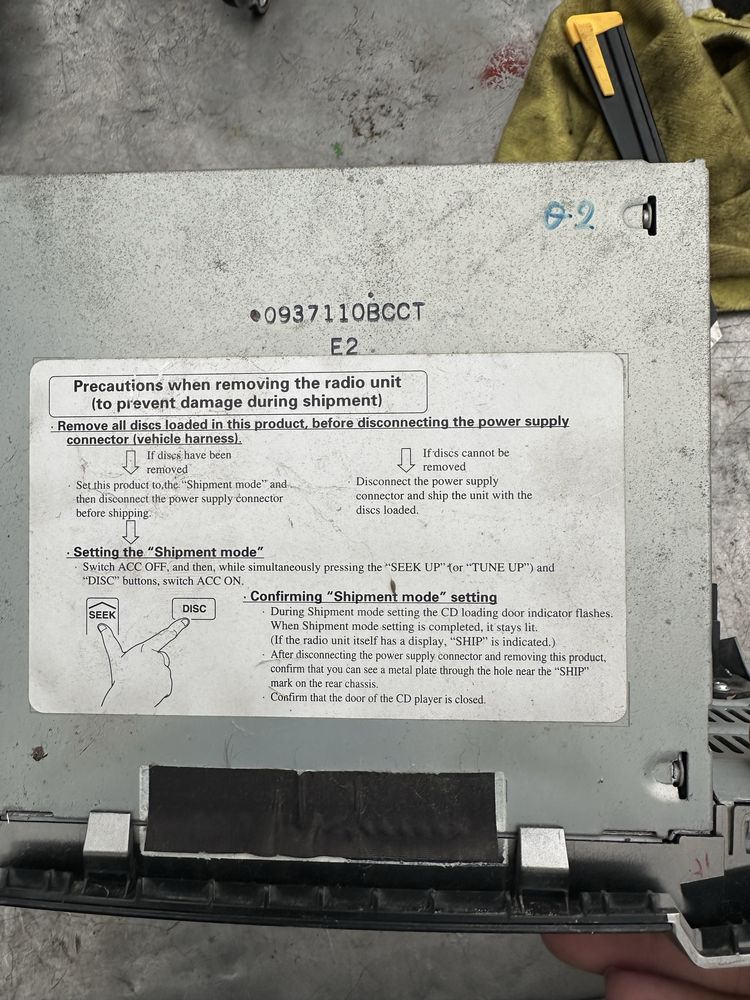 θ-2
0937110BCCT
E2
Precautions when removing the radio unit
(to prevent damage during shipment)
· Remove all discs loaded in this product, before disconnecting the power supply
connector (vehicle harness).
If discs have been
removed
· Set this product to the “Shipment mode” and
then disconnect the power supply connector
before shipping.
If discs cannot be
removed
· Disconnect the power supply
connector and ship the unit with the
discs loaded.
· Setting the “Shipment mode”
· Switch ACC OFF, and then, while simultaneously pressing the “SEEK UP” (or “TUNE UP”) and
“DISC” buttons, switch ACC ON.
SEEK
DISC
· Confirming “Shipment mode” setting
· During Shipment mode setting the CD loading door indicator flashes.
When Shipment mode setting is completed, it stays lit.
(If the radio unit itself has a display, “SHIP” is indicated.)
· After disconnecting the power supply connector and removing this product,
confirm that you can see a metal plate through the hole near the “SHIP”
mark on the rear chassis.
· Confirm that the door of the CD player is closed.